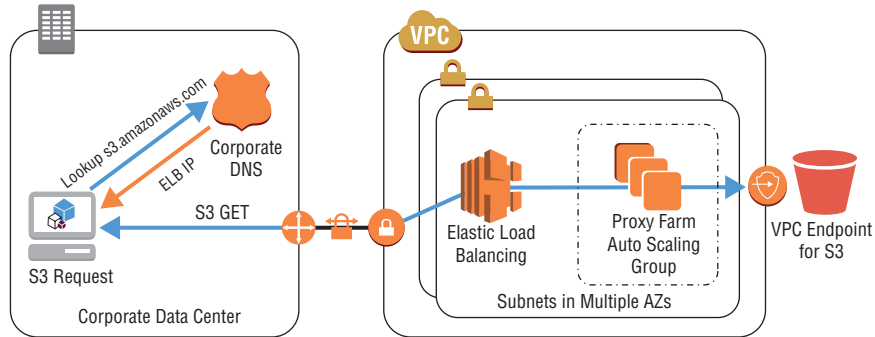 VPC
Lookup s3.amazonaws.com
ELB IP
Corporate
DNS
S3 GET
S3 Request
Corporate Data Center
Elastic Load
Balancing
Proxy Farm
Auto Scaling
Group
Subnets in Multiple AZs
VPC Endpoint
for S3